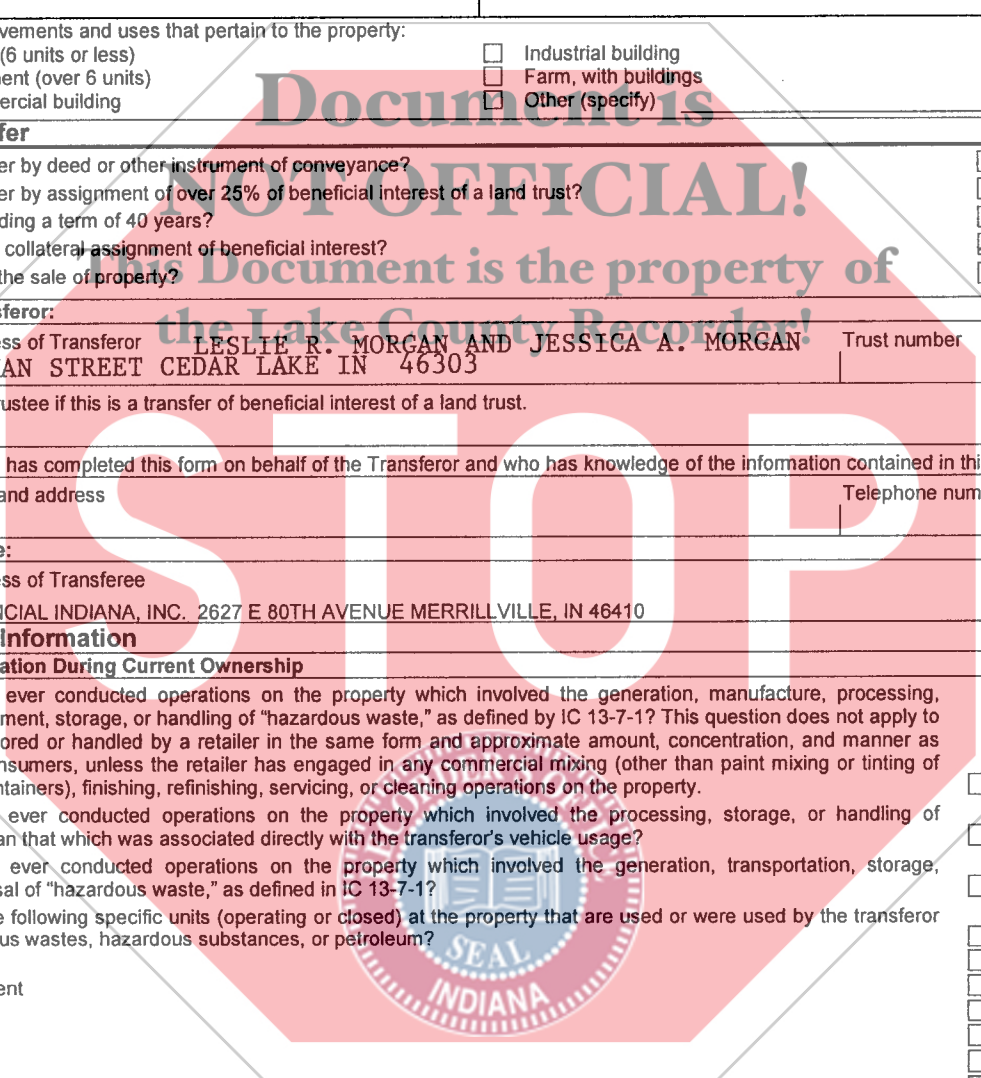 vements and uses that pertain to the property:
(6 units or less)
Industrial building
ent (over 6 units)
Farm, with buildings
ercial building
Other (specify)
Document is
fer
er by deed or other instrument of conveyance?
er by assignment of over 25% of beneficial interest of a land trust?
NOT OFFICIAL!
ding a term of 40 years?
collateral assignment of beneficial interest?
This Document is the property of
the sale of property?
sferor:
the Lake County Recorder!
ss of Transferor LESLIE R. MORGAN AND JESSICA A. MORGAN Trust number
AN STREET CEDAR LAKE IN 46303
ustee if this is a transfer of beneficial interest of a land trust.
STOP
has completed this form on behalf of the Transferor and who has knowledge of the information contained in thi
and address Telephone num
e:
ss of Transferee
CIAL INDIANA, INC. 2627 E 80TH AVENUE MERRILLVILLE, IN 46410
Information
ation During Current Ownership
ever conducted operations on the property which involved the generation, manufacture, processing,
ment, storage, or handling of "hazardous waste," as defined by IC 13-7-1? This question does not apply to
ored or handled by a retailer in the same form and approximate amount, concentration, and manner as
nsumers, unless the retailer has engaged in any commercial mixing (other than paint mixing or tinting of
ntainers), finishing, refinishing, servicing, or cleaning operations on the property.
ever conducted operations on the property which involved the processing, storage, or handling of
an that which was associated directly with the transferor's vehicle usage?
ever conducted operations on the property which involved the generation, transportation, storage,
sal of "hazardous waste," as defined in IC 13-7-1?
e following specific units (operating or closed) at the property that are used or were used by the transferor
us wastes, hazardous substances, or petroleum?
ent
RECORDER'S OFFICE
SEAL
INDIANA